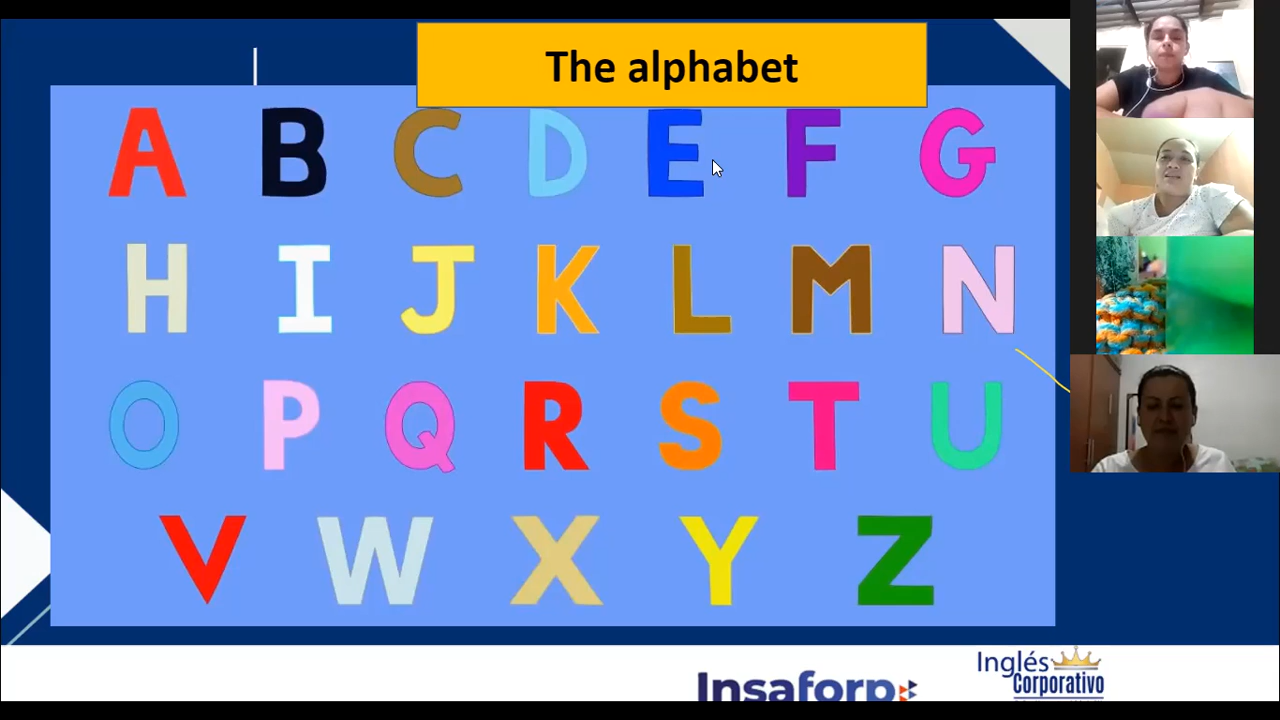 The alphabet
A B C D E F G
H I J K L M N
O P Q R S T U
V W X Y Z
Insaforp
Inglés
Corporativo